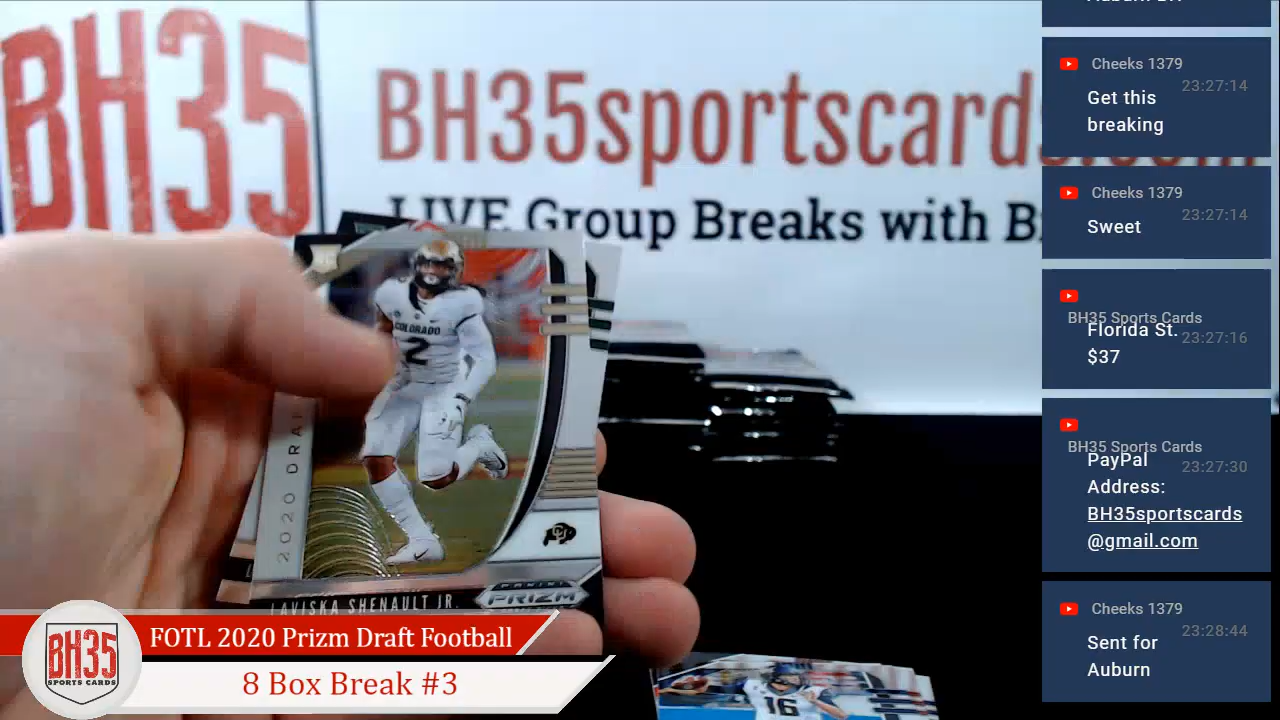 BH35
BH35sportscards.com
LIVE Group Breaks with B
COLORADO
2
2020 DRA
LAVISKA SHENAULT JR.
PANINI
PRIZM
16
BH35
SPORTS CARDS
FOTL 2020 Prizm Draft Football
8 Box Break #3
Cheeks 1379
23:27:14
Get this
breaking
Cheeks 1379
23:27:14
Sweet
BH35 Sports Cards
23:27:16
Florida St.
$37
BH35 Sports Cards
23:27:30
PayPal
Address:
BH35sportscards
@gmail.com
Cheeks 1379
23:28:44
Sent for
Auburn